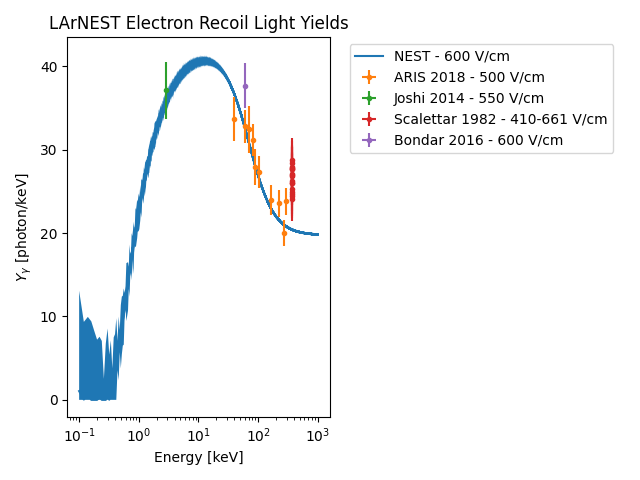 LArNEST Electron Recoil Light Yields
NEST - 600 V/cm
ARIS 2018 - 500 V/cm
Joshi 2014 - 550 V/cm
Scalettar 1982 - 410-661 V/cm
Bondar 2016 - 600 V/cm
Yγ [photon/keV]
40
30
20
10
0
10⁻¹ 10⁰ 10¹ 10² 10³
Energy [keV]